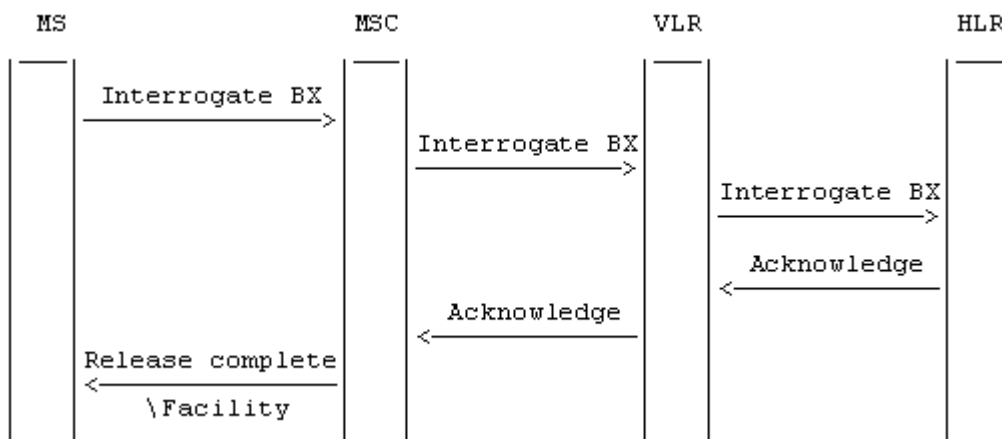 MS MSC VLR HLR
Interrogate BX
Interrogate BX
Interrogate BX
Acknowledge
Acknowledge
Release complete
\Facility